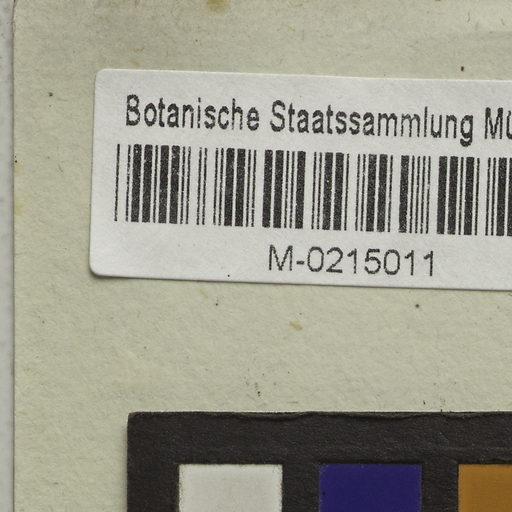 Botanische Staatssammlung Mü
M-0215011